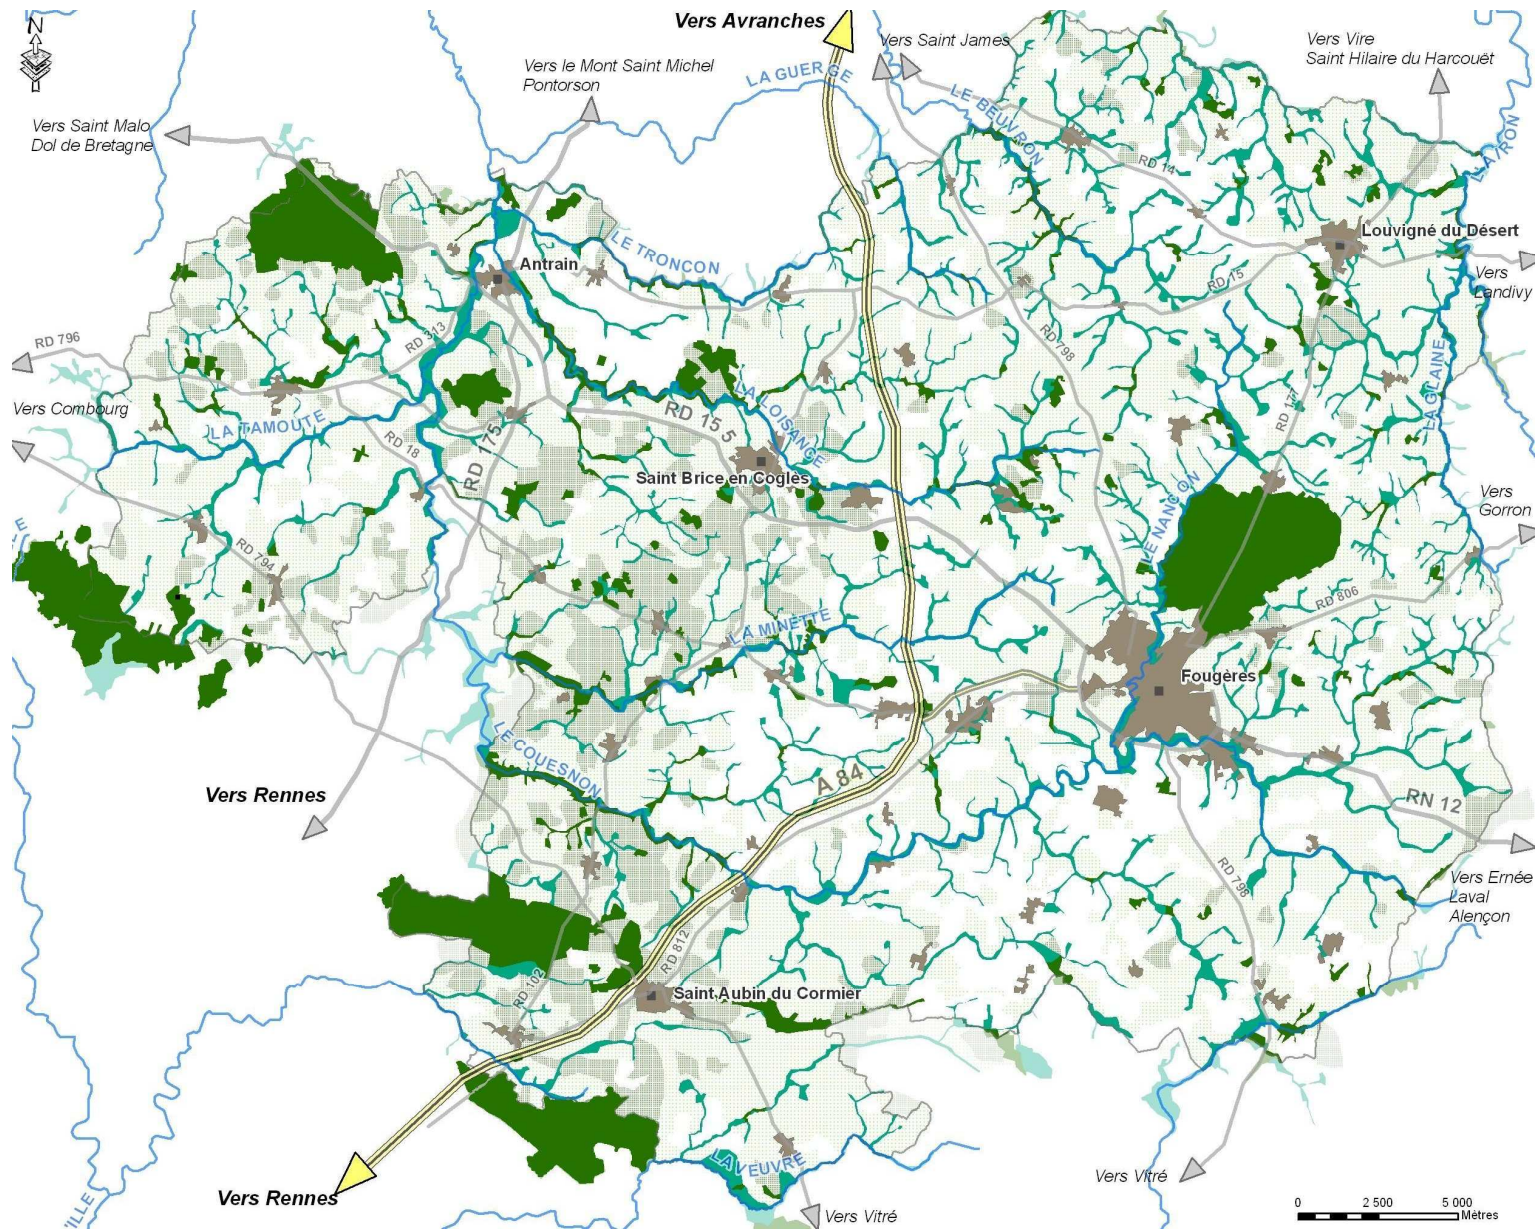 Vers Avranches
N
Vers Saint James
Vers Vire
Saint Hilaire du Harcouët
Vers le Mont Saint Michel
Pontorson
LA GUERGE
LE BEUVRON
Vers Saint Malo
Dol de Bretagne
L'AIRON
RD 14
Louvigné du Désert
LE TRONCON
Antrain
Vers
Landivy
RD 15
RD 313
RD 796
RD 798
LA GLAINE
Vers Combourg
LA LOISANGE
RD 177
RD 15 5
LA TAMOUTE
RD 18
RD 175
Saint Brice en Coglès
Vers
Gorron
LE NANCON
RD 794
RD 806
LA MINETTE
Fougères
LE COUESNON
A 84
Vers Rennes
RN 12
RD 798
Vers Ernée
Laval
Alençon
RD 812
RD 102
Saint Aubin du Cormier
LA VEUVRE
Vers Vitré
Vers Rennes
ILLE
Vers Vitré
0 2 500 5 000
Mètres